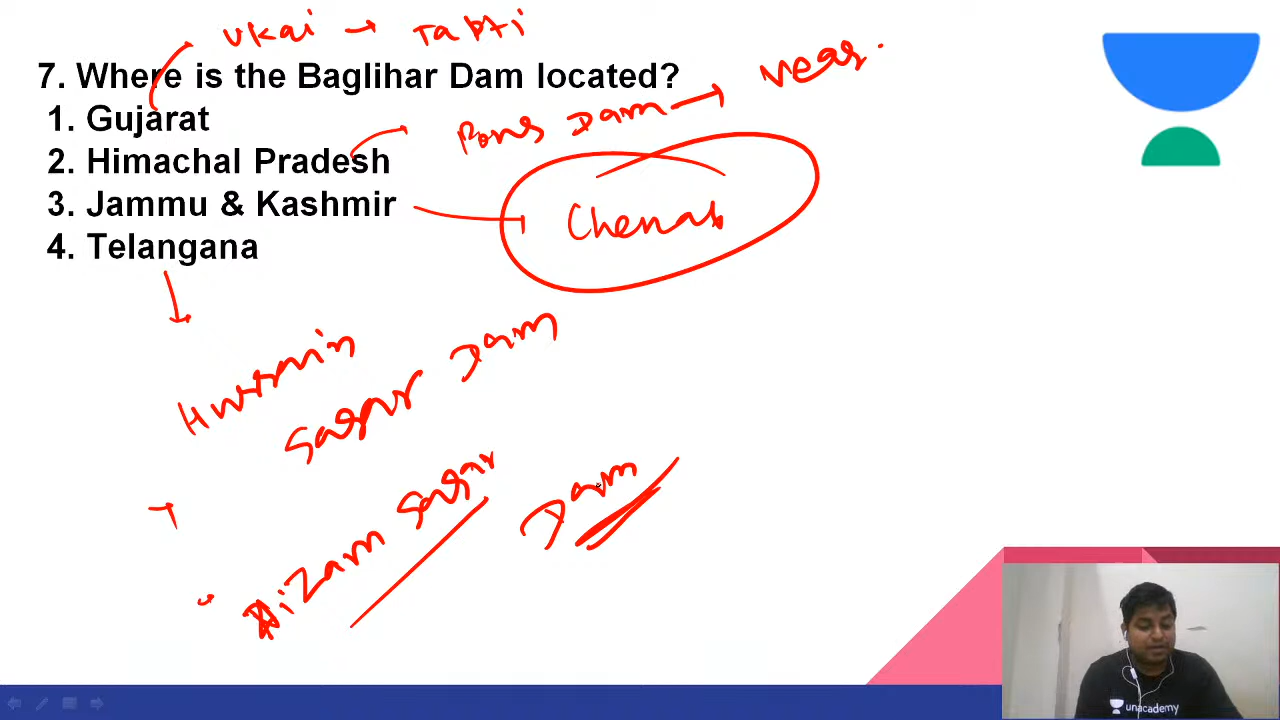 Ukai → Tapti
7. Where is the Baglihar Dam located?
1. Gujarat
Pong Dam → Veas.
2. Himachal Pradesh
3. Jammu & Kashmir
Chenab
4. Telangana
Hussain
Sagar Dam
Nizam Sagar Dam
unacademy